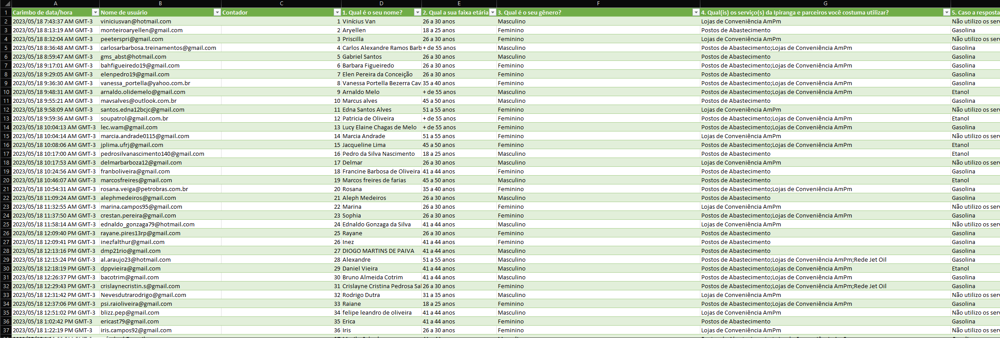 A B C D E F G
1 Carimbo de data/hora Nome de usuário Contador 1. Qual é o seu nome? 2. Qual a sua faixa etária 3. Qual é o seu gênero? 4. Qual(is) os serviço(s) da Ipiranga e parceiros você costuma utilizar? 5. Caso a resposta
2 2023/05/18 7:43:37 AM GMT-3 viniciusvan@hotmail.com 1 Vinícius Van 26 a 30 anos Masculino Lojas de Conveniência AmPm Não utilizo os serv
3 2023/05/18 8:13:19 AM GMT-3 monteiroaryellen@gmail.com 2 Aryellen 18 a 25 anos Feminino Postos de Abastecimento Gasolina
4 2023/05/18 8:32:04 AM GMT-3 peeterspri@gmail.com 3 Priscilla 26 a 30 anos Feminino Lojas de Conveniência AmPm Não utilizo os serv
5 2023/05/18 8:36:48 AM GMT-3 carlosarbarbosa.treinamentos@gmail.com 4 Carlos Alexandre Ramos Barb + de 55 anos Masculino Postos de Abastecimento;Lojas de Conveniência AmPm Gasolina
6 2023/05/18 8:59:47 AM GMT-3 gms_abst@hotmail.com 5 Gabriel Santos 26 a 30 anos Masculino Postos de Abastecimento Gasolina
7 2023/05/18 9:17:01 AM GMT-3 bahfigueiredo19@gmail.com 6 Barbara Figueiredo 26 a 30 anos Feminino Postos de Abastecimento;Lojas de Conveniência AmPm Gasolina
8 2023/05/18 9:29:05 AM GMT-3 elenpedro19@gmail.com 7 Elen Pereira da Conceição 26 a 30 anos Feminino Postos de Abastecimento Gasolina
9 2023/05/18 9:36:30 AM GMT-3 vanessa_portella@yahoo.com.br 8 Vanessa Portella Bezerra Cav 35 a 40 anos Feminino Postos de Abastecimento;Lojas de Conveniência AmPm Gasolina
10 2023/05/18 9:48:31 AM GMT-3 arnaldo.olidemelo@gmail.com 9 Arnaldo Melo + de 55 anos Masculino Postos de Abastecimento;Lojas de Conveniência AmPm Etanol
11 2023/05/18 9:55:21 AM GMT-3 mavsalves@outlook.com.br 10 Marcus alves 45 a 50 anos Masculino Postos de Abastecimento Gasolina
12 2023/05/18 9:58:09 AM GMT-3 santos.edna12bcjc@gmail.com 11 Edna Santos Alves 51 a 55 anos Feminino Lojas de Conveniência AmPm Não utilizo os serv
13 2023/05/18 9:59:36 AM GMT-3 soupatrol@gmail.com.br 12 Patricia de Oliveira + de 55 anos Feminino Postos de Abastecimento;Lojas de Conveniência AmPm Etanol
14 2023/05/18 10:04:13 AM GMT-3 lec.wam@gmail.com 13 Lucy Elaine Chagas de Melo + de 55 anos Feminino Postos de Abastecimento;Lojas de Conveniência AmPm Gasolina
15 2023/05/18 10:04:14 AM GMT-3 marcia.andrade0115@gmail.com 14 Marcia Andrade 51 a 55 anos Feminino Lojas de Conveniência AmPm Não utilizo os serv
16 2023/05/18 10:08:06 AM GMT-3 jplima.ufrj@gmail.com 15 Jacqueline Lima 45 a 50 anos Feminino Postos de Abastecimento;Lojas de Conveniência AmPm Etanol
17 2023/05/18 10:17:00 AM GMT-3 pedrosilvanascimento140@gmail.com 16 Pedro da Silva Nascimento 18 a 25 anos Masculino Postos de Abastecimento Etanol
18 2023/05/18 10:17:53 AM GMT-3 delmarbarboza12@gmail.com 17 Delmar 26 a 30 anos Masculino Lojas de Conveniência AmPm Não utilizo os serv
19 2023/05/18 10:24:56 AM GMT-3 franboliveira@gmail.com 18 Francine Barbosa de Oliveira 41 a 44 anos Feminino Postos de Abastecimento Gasolina
20 2023/05/18 10:46:07 AM GMT-3 marcosfreires@gmail.com 19 Marcos freires de farias 45 a 50 anos Masculino Postos de Abastecimento Etanol
21 2023/05/18 10:54:31 AM GMT-3 rosana.veiga@petrobras.com.br 20 Rosana 35 a 40 anos Feminino Postos de Abastecimento;Lojas de Conveniência AmPm Gasolina
22 2023/05/18 11:09:24 AM GMT-3 alephmedeiros@gmail.com 21 Aleph Medeiros 26 a 30 anos Masculino Postos de Abastecimento Gasolina
23 2023/05/18 11:32:55 AM GMT-3 marina.campos95@gmail.com 22 Marina 26 a 30 anos Feminino Lojas de Conveniência AmPm Não utilizo os serv
24 2023/05/18 11:37:50 AM GMT-3 crestan.pereira@gmail.com 23 Sophia 26 a 30 anos Feminino Postos de Abastecimento;Lojas de Conveniência AmPm Gasolina
25 2023/05/18 11:58:14 AM GMT-3 ednaldo_gonzaga79@hotmail.com 24 Ednaldo Gonzaga da Silva 41 a 44 anos Masculino Lojas de Conveniência AmPm Não utilizo os serv
26 2023/05/18 12:09:40 PM GMT-3 rayane.pires13rp@gmail.com 25 Rayane 26 a 30 anos Feminino Postos de Abastecimento Gasolina
27 2023/05/18 12:09:41 PM GMT-3 inezfalthur@gmail.com 26 Inez 41 a 44 anos Feminino Postos de Abastecimento Gasolina
28 2023/05/18 12:13:16 PM GMT-3 dmp21rio@gmail.com 27 DIOGO MARTINS DE PAIVA 41 a 44 anos Masculino Postos de Abastecimento Gasolina
29 2023/05/18 12:15:24 PM GMT-3 al.araujo23@hotmail.com 28 Alexandre 51 a 55 anos Masculino Postos de Abastecimento;Lojas de Conveniência AmPm;Rede Jet Oil Gasolina
30 2023/05/18 12:18:19 PM GMT-3 dppvieira@gmail.com 29 Daniel Vieira 41 a 44 anos Masculino Postos de Abastecimento;Lojas de Conveniência AmPm Etanol
31 2023/05/18 12:26:37 PM GMT-3 bacotrim@gmail.com 30 Bruno Almeida Cotrim 41 a 44 anos Masculino Postos de Abastecimento;Lojas de Conveniência AmPm Gasolina
32 2023/05/18 12:29:43 PM GMT-3 crislaynecristin.s@gmail.com 31 Crislayne Cristina Pedrosa Sal 26 a 30 anos Feminino Postos de Abastecimento;Lojas de Conveniência AmPm;Rede Jet Oil Gasolina
33 2023/05/18 12:31:42 PM GMT-3 Nevesdutrarodrigo@gmail.com 32 Rodrigo Dutra 31 a 35 anos Masculino Lojas de Conveniência AmPm Não utilizo os serv
34 2023/05/18 12:37:06 PM GMT-3 psi.raioliveira@gmail.com 33 Raiane 18 a 25 anos Feminino Postos de Abastecimento;Lojas de Conveniência AmPm Gasolina
35 2023/05/18 12:51:02 PM GMT-3 blizz.pep@gmail.com 34 felipe leandro de oliveira 41 a 44 anos Masculino Lojas de Conveniência AmPm Não utilizo os serv
36 2023/05/18 1:02:42 PM GMT-3 ericast79@gmail.com 35 Erica 41 a 44 anos Feminino Postos de Abastecimento Gasolina
37 2023/05/18 1:22:19 PM GMT-3 iris.campos92@gmail.com 36 Iris 26 a 30 anos Feminino Lojas de Conveniência AmPm Não utilizo os serv